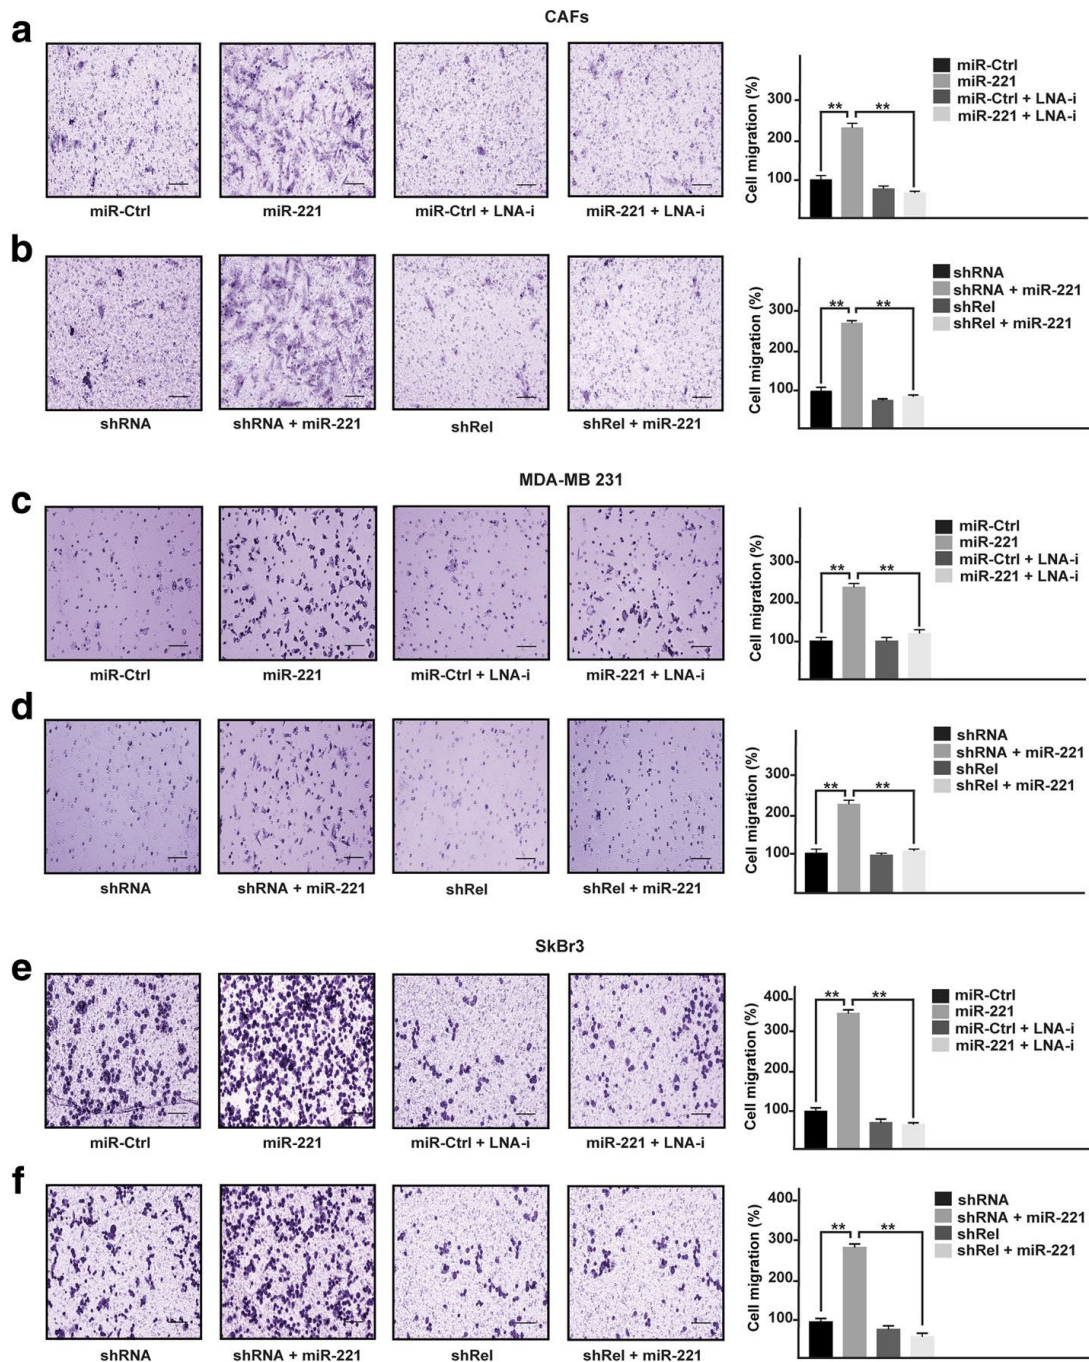 CAFs
a
miR-Ctrl
miR-221
miR-Ctrl + LNA-i
miR-221 + LNA-i
Cell migration (%)
300
200
100
** **
miR-Ctrl
miR-221
miR-Ctrl + LNA-i
miR-221 + LNA-i
b
shRNA
shRNA + miR-221
shRel
shRel + miR-221
Cell migration (%)
300
200
100
** **
shRNA
shRNA + miR-221
shRel
shRel + miR-221
MDA-MB 231
c
miR-Ctrl
miR-221
miR-Ctrl + LNA-i
miR-221 + LNA-i
Cell migration (%)
300
200
100
** **
miR-Ctrl
miR-221
miR-Ctrl + LNA-i
miR-221 + LNA-i
d
shRNA
shRNA + miR-221
shRel
shRel + miR-221
Cell migration (%)
300
200
100
** **
shRNA
shRNA + miR-221
shRel
shRel + miR-221
SkBr3
e
miR-Ctrl
miR-221
miR-Ctrl + LNA-i
miR-221 + LNA-i
Cell migration (%)
400
300
200
100
** **
miR-Ctrl
miR-221
miR-Ctrl + LNA-i
miR-221 + LNA-i
f
shRNA
shRNA + miR-221
shRel
shRel + miR-221
Cell migration (%)
400
300
200
100
** **
shRNA
shRNA + miR-221
shRel
shRel + miR-221